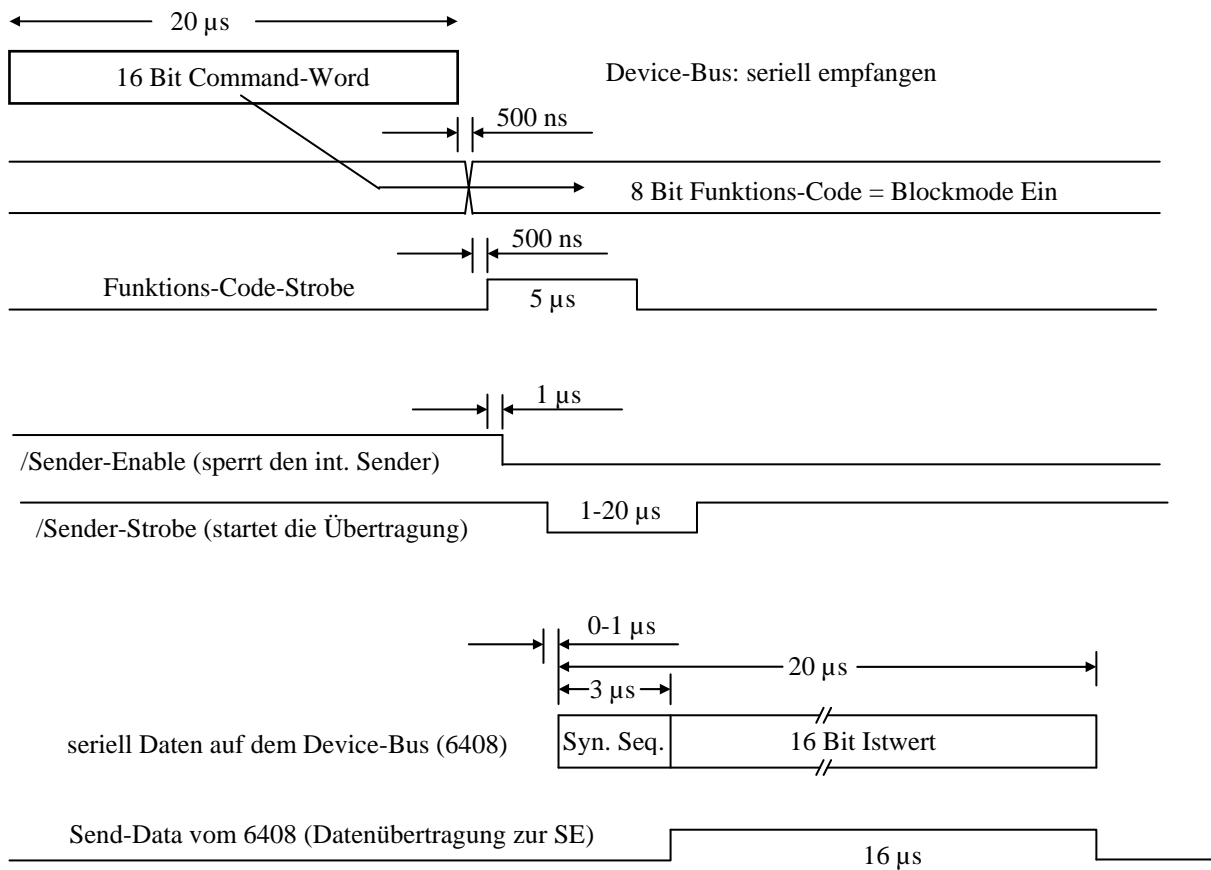 20 µs
16 Bit Command-Word
Device-Bus: seriell empfangen
500 ns
8 Bit Funktions-Code = Blockmode Ein
500 ns
Funktions-Code-Strobe
5 µs
1 µs
/Sender-Enable (sperrt den int. Sender)
1-20 µs
/Sender-Strobe (startet die Übertragung)
0-1 µs
20 µs
3 µs
seriell Daten auf dem Device-Bus (6408)
Syn. Seq.
16 Bit Istwert
Send-Data vom 6408 (Datenübertragung zur SE)
16 µs